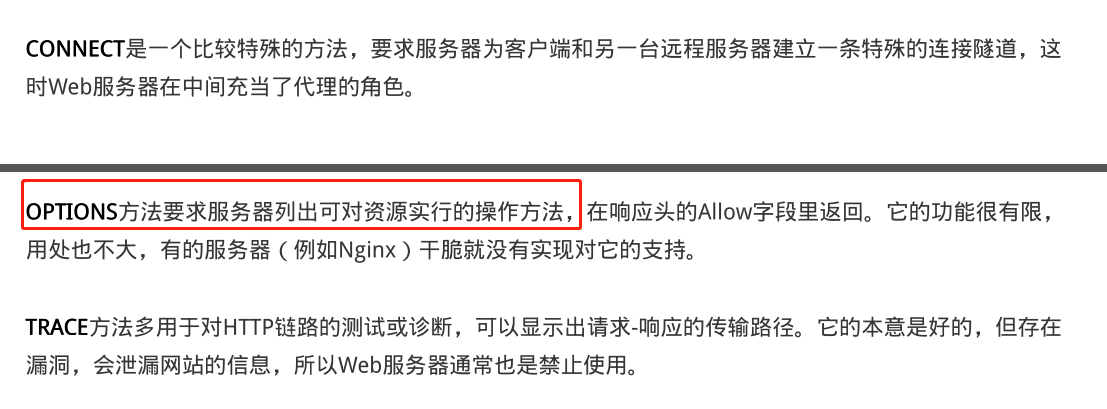 CONNECT是一个比较特殊的方法，要求服务器为客户端和另一台远程服务器建立一条特殊的连接隧道，这
时Web服务器在中间充当了代理的角色。
OPTIONS方法要求服务器列出可对资源实行的操作方法，在响应头的Allow字段里返回。它的功能很有限，
用处也不大，有的服务器（例如Nginx）干脆就没有实现对它的支持。
TRACE方法多用于对HTTP链路的测试或诊断，可以显示出请求-响应的传输路径。它的本意是好的，但存在
漏洞，会泄漏网站的信息，所以Web服务器通常也是禁止使用。